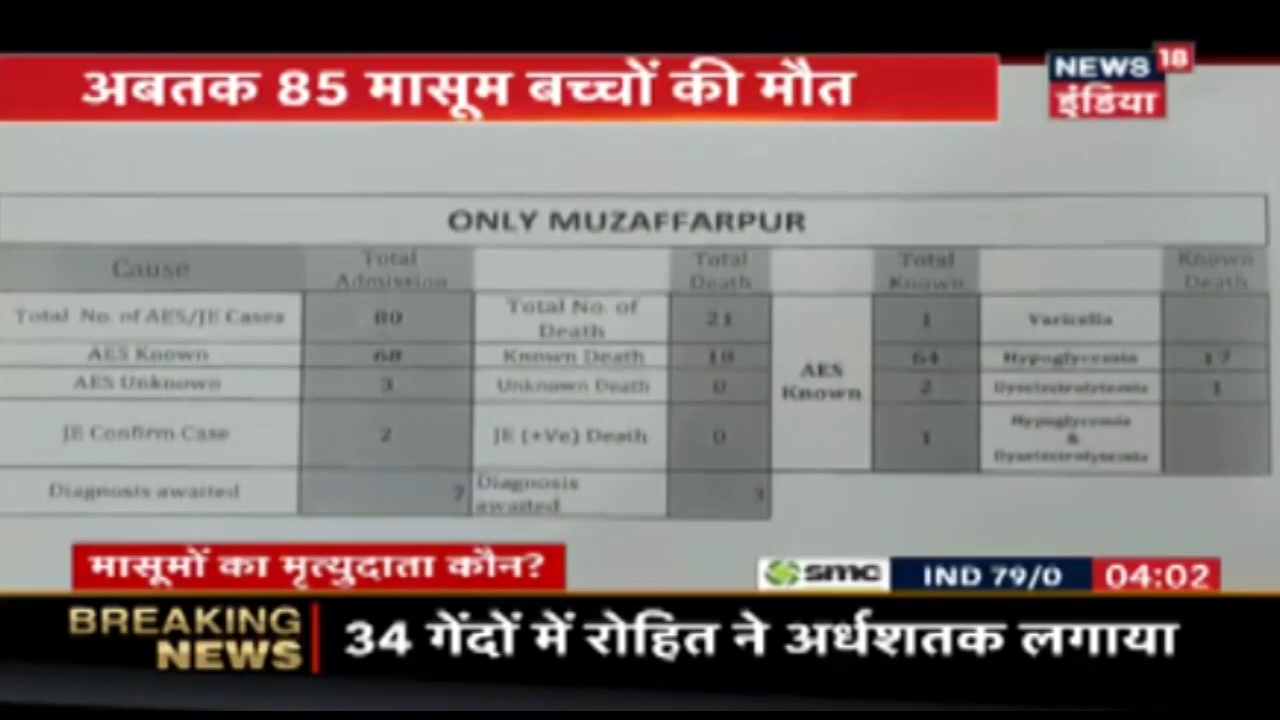 अबतक 85 मासूम बच्चों की मौत
NEWS 18
इंडिया
ONLY MUZAFFARPUR
Cause Total Admission Total Death Total Known Known Death
Total No. of AES/JE Cases 80 Total No. of Death 21 AES Known 1 Varicella
AES Known 68 Known Death 18 64 Hypoglycemia 17
AES Unknown 3 Unknown Death 0 2 Dyselectrolytemia 1
JE Confirm Case 2 JE (+Ve) Death 0 1 Hypoglycemia & Dyselectrolytemia
Diagnosis awaited 7 Diagnosis awaited 3
मासूमों का मृत्युदाता कौन?
smc IND 79/0 04:02
BREAKING NEWS
34 गेंदों में रोहित ने अर्धशतक लगाया